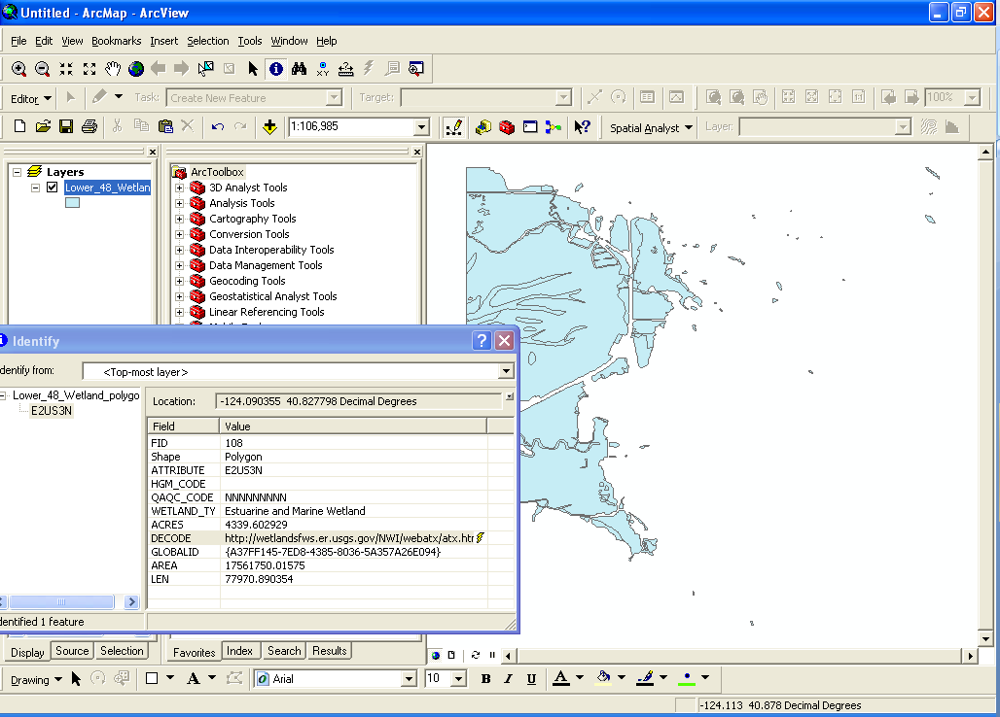 Untitled - ArcMap - ArcView
File Edit View Bookmarks Insert Selection Tools Window Help
Editor Task: Create New Feature Target: 1:1 100%
1:106,985 Spatial Analyst Layer:
Layers
Lower_48_Wetlan
ArcToolbox
3D Analyst Tools
Analysis Tools
Cartography Tools
Conversion Tools
Data Interoperability Tools
Data Management Tools
Geocoding Tools
Geostatistical Analyst Tools
Linear Referencing Tools
Identify
dentify from: <Top-most layer>
Lower_48_Wetland_polygo
E2US3N
Location: -124.090355 40.827798 Decimal Degrees
Field Value
FID 108
Shape Polygon
ATTRIBUTE E2US3N
HGM_CODE
QAQC_CODE NNNNNNNNN
WETLAND_TY Estuarine and Marine Wetland
ACRES 4339.602929
DECODE http://wetlandsfws.er.usgs.gov/NWI/webatx/atx.htr
GLOBALID {A37FF145-7ED8-4385-8036-5A357A26E094}
AREA 17561750.01575
LEN 77970.890354
dentified 1 feature
Display Source Selection
Favorites Index Search Results
Drawing A Arial 10 B I U A
-124.113 40.878 Decimal Degrees